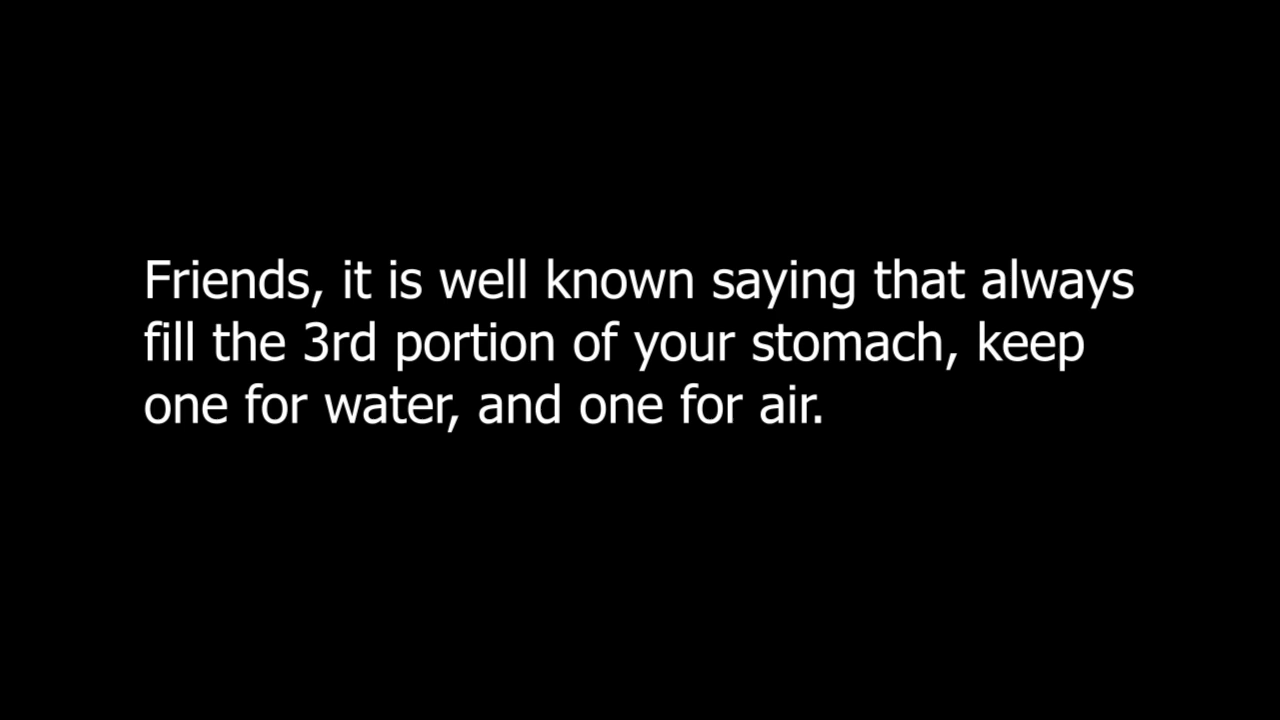 Friends, it is well known saying that always
fill the 3rd portion of your stomach, keep
one for water, and one for air.